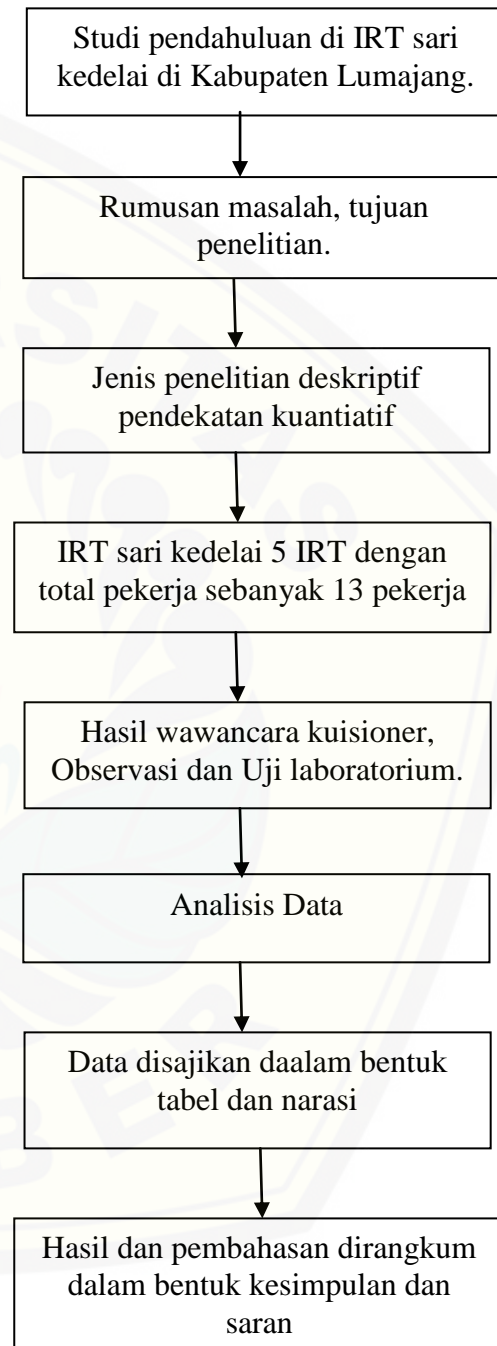 Studi pendahuluan di IRT sari
kedelai di Kabupaten Lumajang.
Rumusan masalah, tujuan
penelitian.
Jenis penelitian deskriptif
pendekatan kuantiatif
IRT sari kedelai 5 IRT dengan
total pekerja sebanyak 13 pekerja
Hasil wawancara kuisioner,
Observasi dan Uji laboratorium.
Analisis Data
Data disajikan daalam bentuk
tabel dan narasi
Hasil dan pembahasan dirangkum
dalam bentuk kesimpulan dan
saran